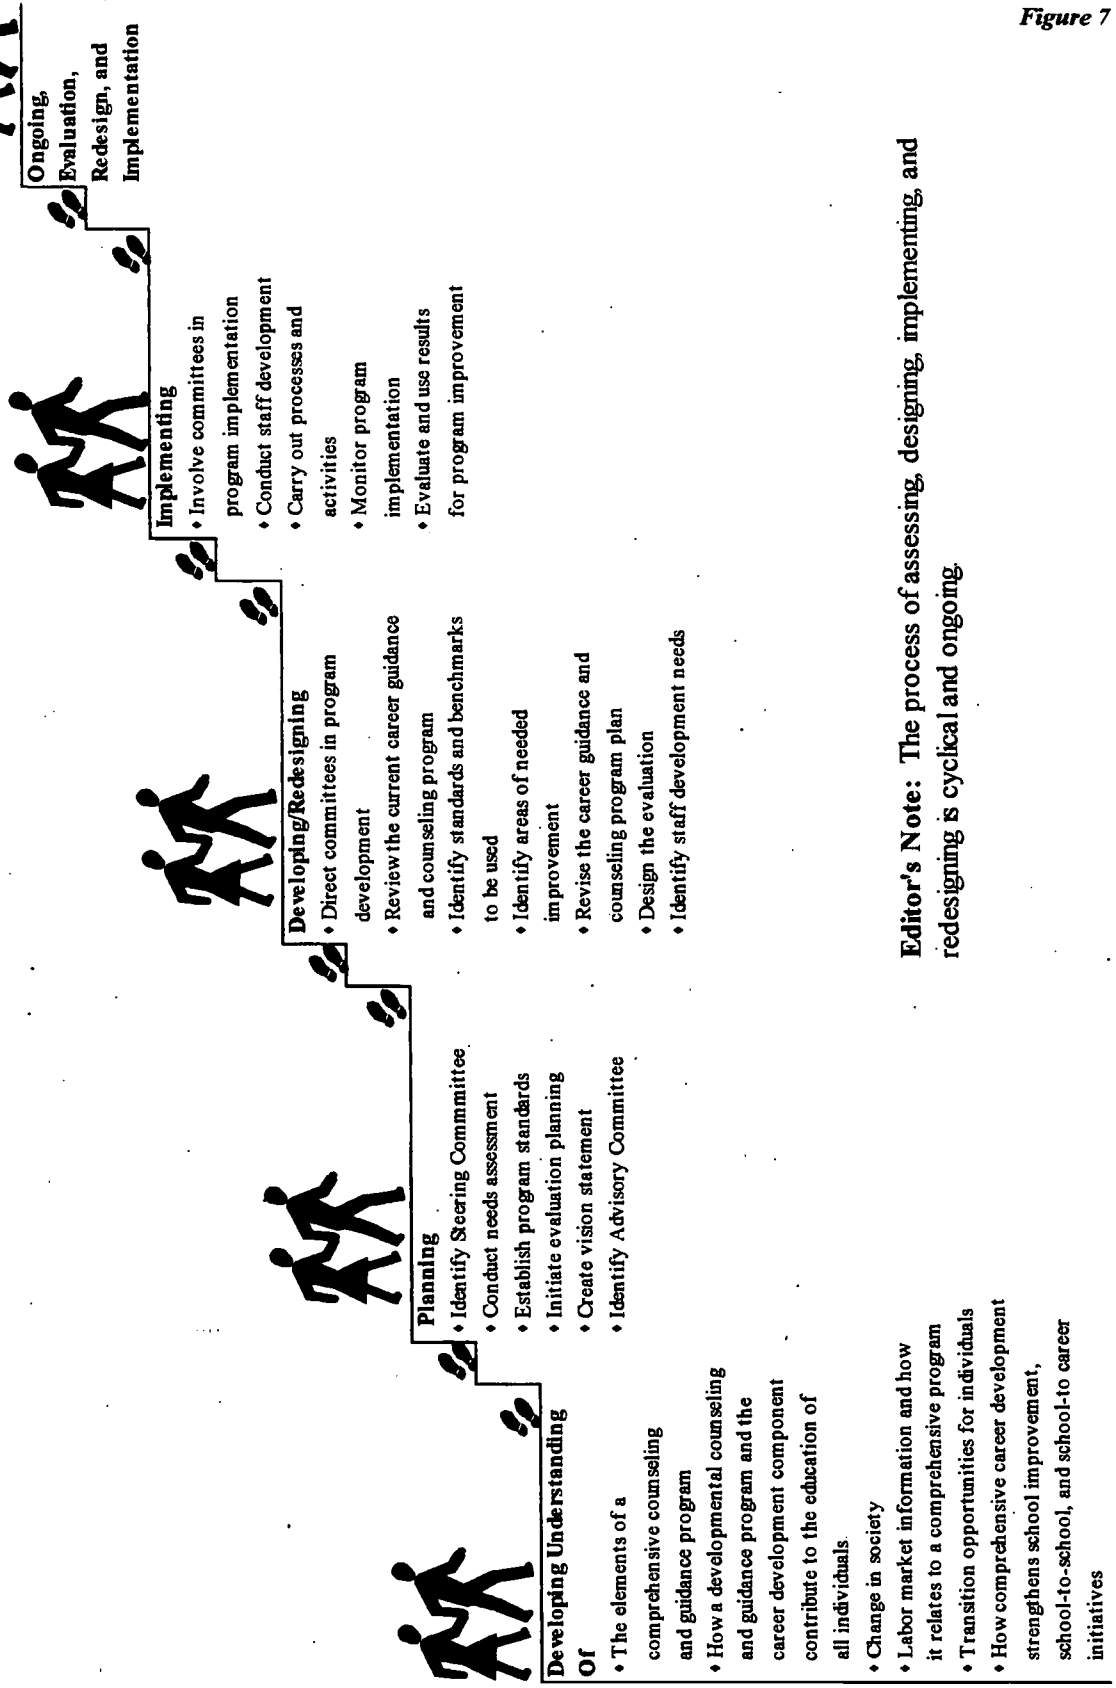 Figure 7
Developing Understanding
Of
♦ The elements of a
comprehensive counseling
and guidance program
♦ How a developmental counseling
and guidance program and the
career development component
contribute to the education of
all individuals
♦ Change in society
♦ Labor market information and how
it relates to a comprehensive program
♦ Transition opportunities for individuals
♦ How comprehensive career development
strengthens school improvement,
school-to-school, and school-to career
initiatives
Planning
♦ Identify Steering Commmittee
♦ Conduct needs assessment
♦ Establish program standards
♦ Initiate evaluation planning
♦ Create vision statement
♦ Identify Advisory Committee
Developing/Redesigning
♦ Direct committees in program
development
♦ Review the current career guidance
and counseling program
♦ Identify standards and benchmarks
to be used
♦ Identify areas of needed
improvement
♦ Revise the career guidance and
counseling program plan
♦ Design the evaluation
♦ Identify staff development needs
Implementing
♦ Involve committees in
program implementation
♦ Conduct staff development
♦ Carry out processes and
activities
♦ Monitor program
implementation
♦ Evaluate and use results
for program improvement
Ongoing,
Evaluation,
Redesign, and
Implementation
Editor's Note: The process of assessing, designing, implementing, and
redesigning is cyclical and ongoing.